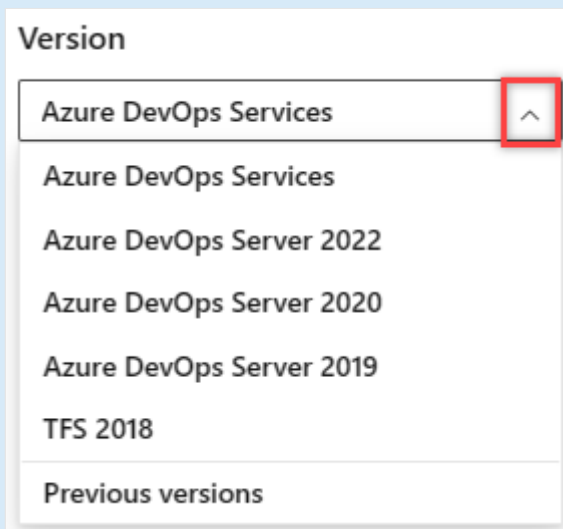 Version
Azure DevOps Services
Azure DevOps Services
Azure DevOps Server 2022
Azure DevOps Server 2020
Azure DevOps Server 2019
TFS 2018
Previous versions